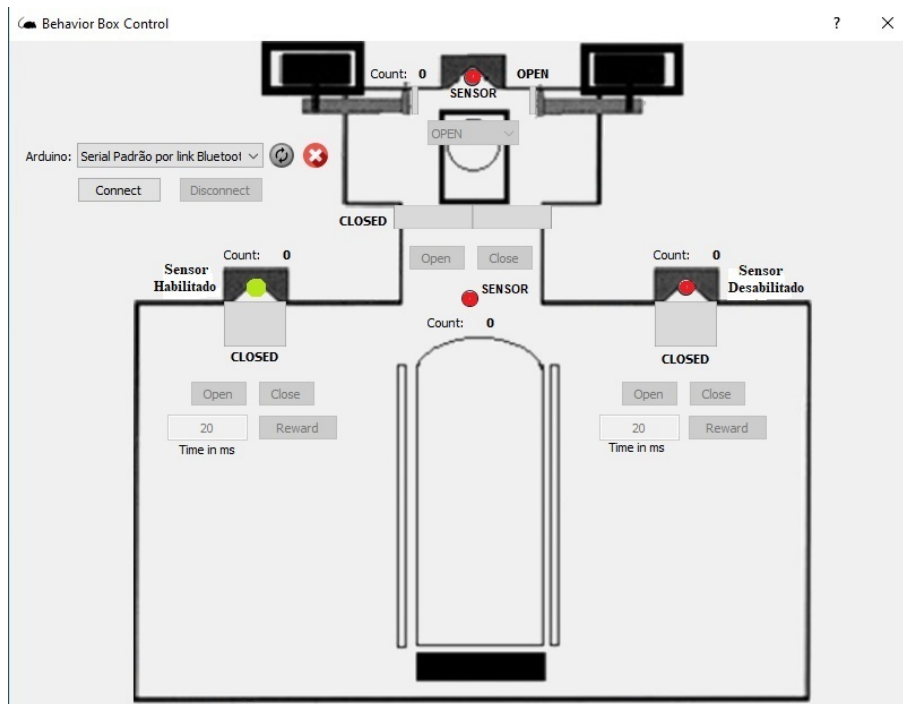 Behavior Box Control
?
Count: 0
OPEN
SENSOR
OPEN
Arduino: Serial Padrão por link Bluetoot
Connect Disconnect
CLOSED
Open Close
Count: 0
Count: 0
Sensor
Habilitado
SENSOR
Sensor
Desabilitado
Count: 0
CLOSED
CLOSED
Open Close
Open Close
20 Reward
20 Reward
Time in ms
Time in ms